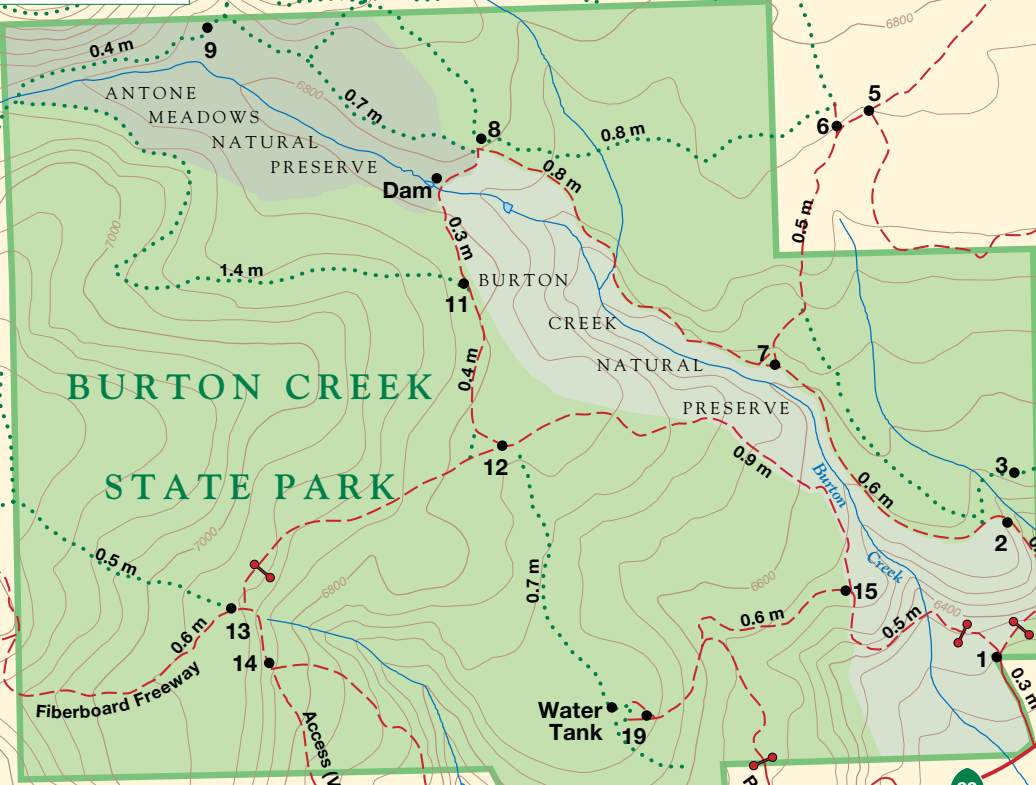 6800
0.4 m
9
ANTONE
MEADOWS
NATURAL
PRESERVE
6800
0.7 m
8
0.8 m
5
6
Dam
0.8 m
0.5 m
0.3 m
7000
1.4 m
11
BURTON
CREEK
NATURAL
PRESERVE
7
0.4 m
BURTON CREEK
STATE PARK
12
0.9 m
Burton
Creek
0.6 m
3
2
7000
0.5 m
6800
0.7 m
6600
15
0.6 m
6400
0.5 m
1
0.3 m
13
0.6 m
14
Fiberboard Freeway
Access (V
Water
Tank
19